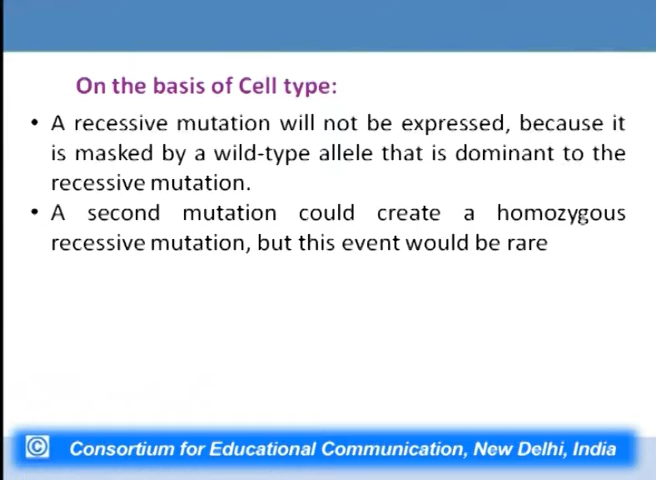 On the basis of Cell type:
• A recessive mutation will not be expressed, because it
is masked by a wild-type allele that is dominant to the
recessive mutation.
• A second mutation could create a homozygous
recessive mutation, but this event would be rare
© Consortium for Educational Communication, New Delhi, India